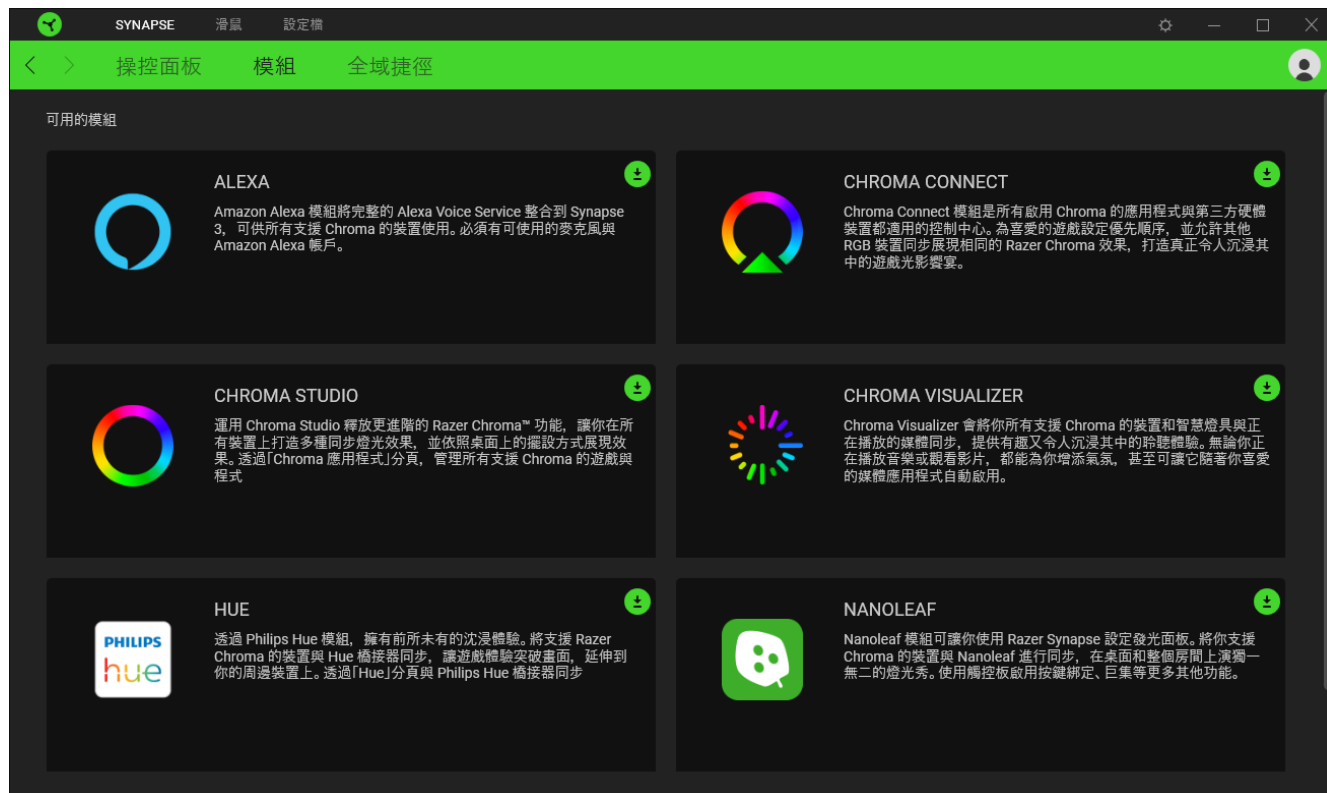 SYNAPSE 滑鼠 設定檔
操控面板 模組 全域捷徑
可用的模組
ALEXA
Amazon Alexa 模組將完整的 Alexa Voice Service 整合到 Synapse
3，可供所有支援 Chroma 的裝置使用。必須有可使用的麥克風與
Amazon Alexa 帳戶。
CHROMA CONNECT
Chroma Connect 模組是所有啟用 Chroma 的應用程式與第三方硬體
裝置都適用的控制中心。為喜愛的遊戲設定優先順序，並允許其他
RGB 裝置同步展現相同的 Razer Chroma 效果，打造真正令人沉浸其
中的遊戲光影饗宴。
CHROMA STUDIO
運用 Chroma Studio 釋放更進階的 Razer Chroma™ 功能，讓你在所
有裝置上打造多種同步燈光效果，並依照桌面上的擺設方式展現效
果。透過「Chroma 應用程式」分頁，管理所有支援 Chroma 的遊戲與
程式
CHROMA VISUALIZER
Chroma Visualizer 會將你所有支援 Chroma 的裝置和智慧燈具與正
在播放的媒體同步，提供有趣又令人沉浸其中的聆聽體驗。無論你正
在播放音樂或觀看影片，都能為你增添氣氛，甚至可讓它隨著你喜愛
的媒體應用程式自動啟用。
PHILIPS
hue
HUE
透過 Philips Hue 模組，擁有前所未有的沈浸體驗。將支援 Razer
Chroma 的裝置與 Hue 橋接器同步，讓遊戲體驗突破畫面，延伸到
你的周邊裝置上。透過「Hue」分頁與 Philips Hue 橋接器同步
NANOLEAF
Nanoleaf 模組可讓你使用 Razer Synapse 設定發光面板。將你支援
Chroma 的裝置與 Nanoleaf 進行同步，在桌面和整個房間上演獨一
無二的燈光秀。使用觸控板啟用按鍵綁定、巨集等更多其他功能。